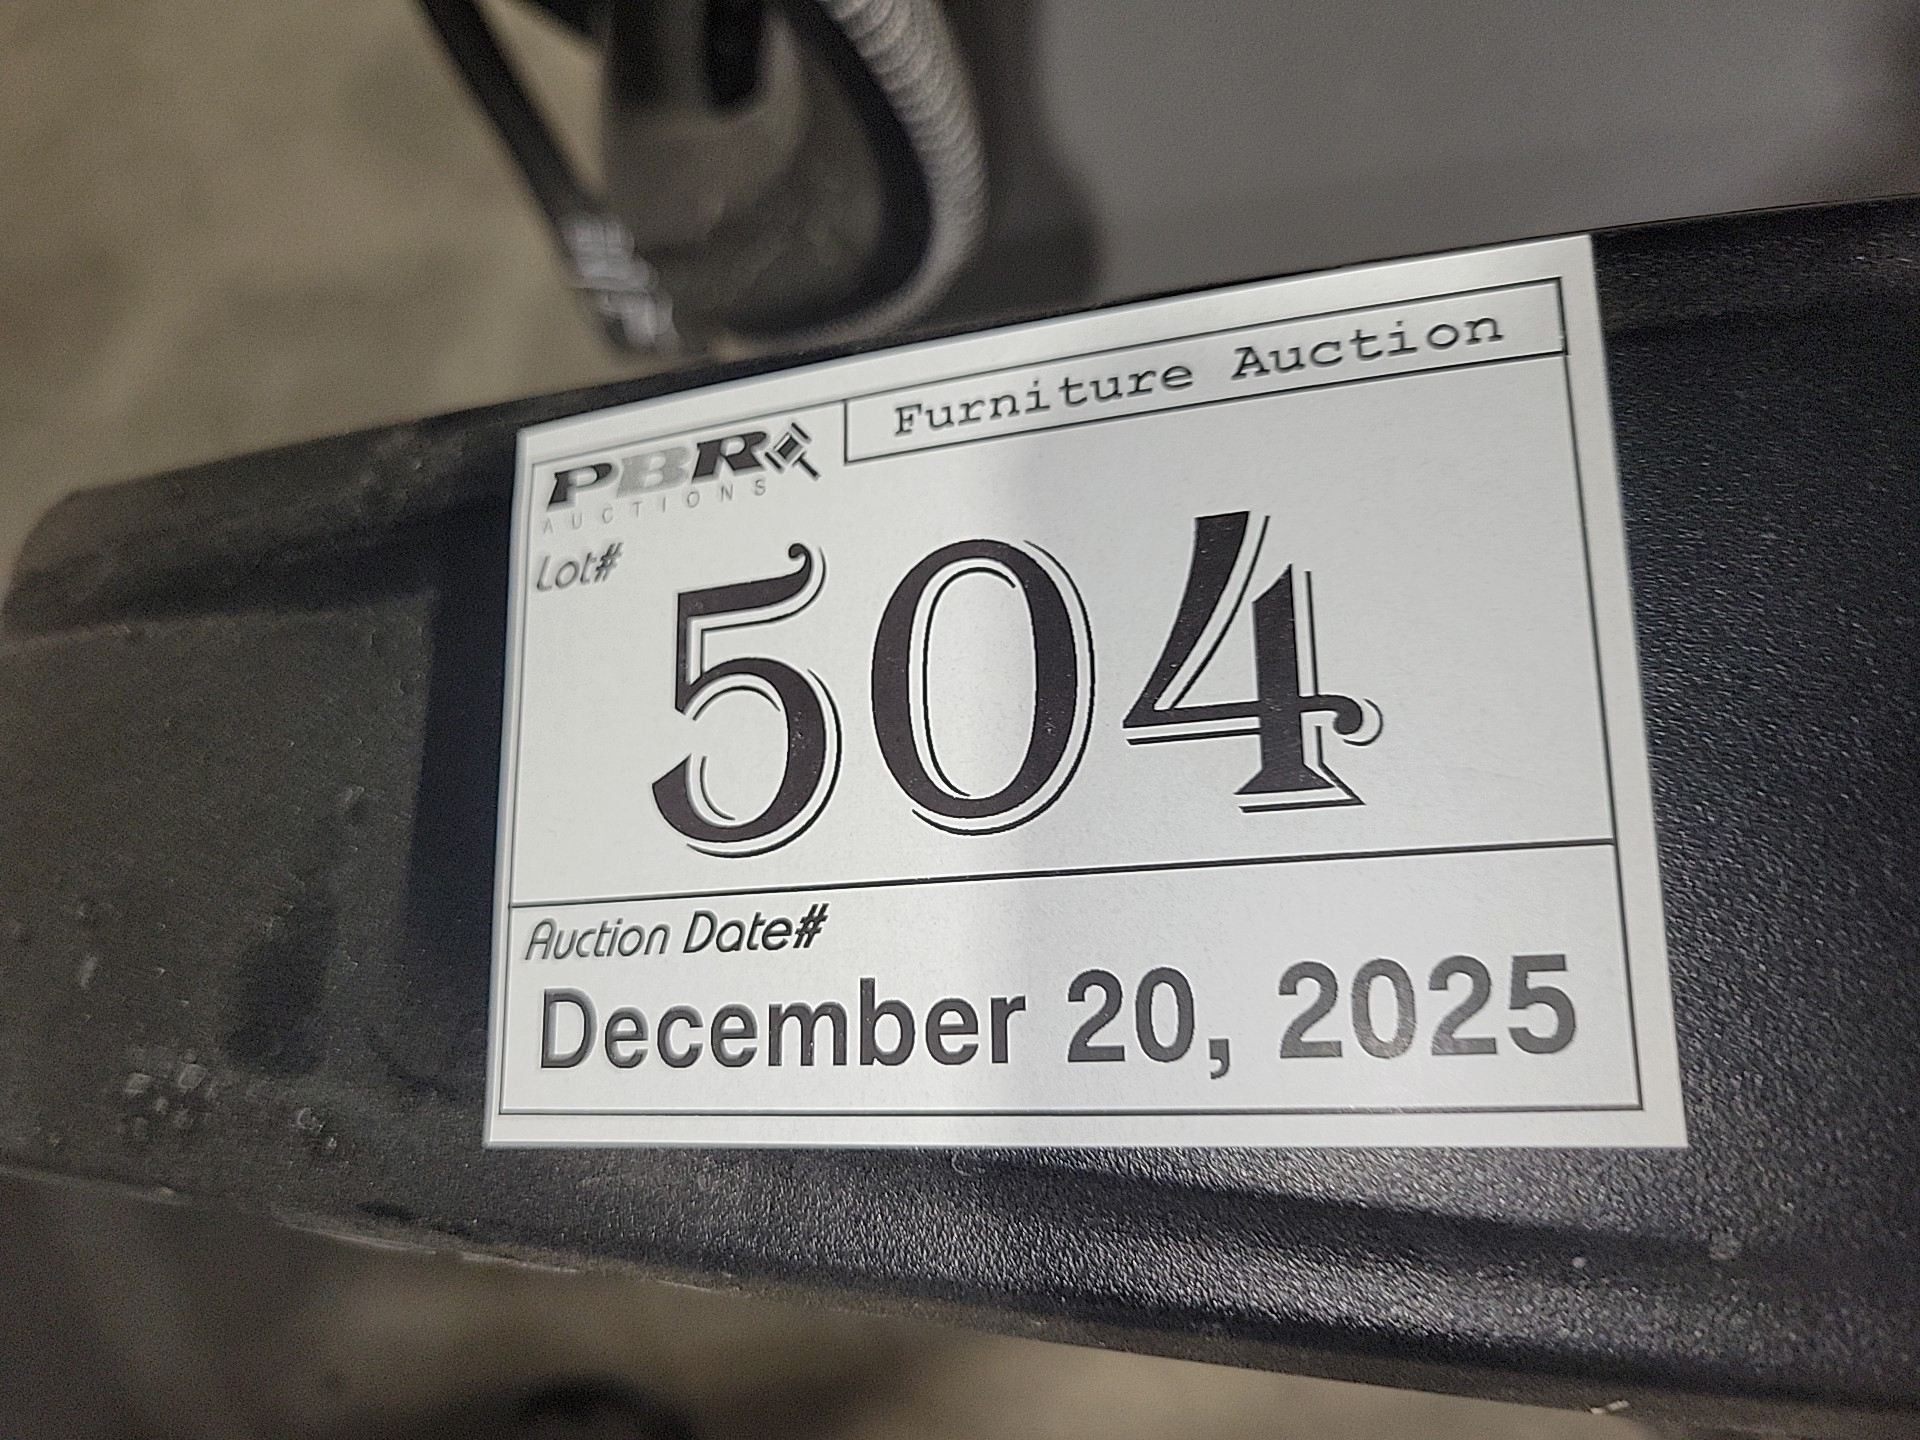 PBR
AUCTIONS
Furniture Auction
Lot#
504
Auction Date#
December 20, 2025